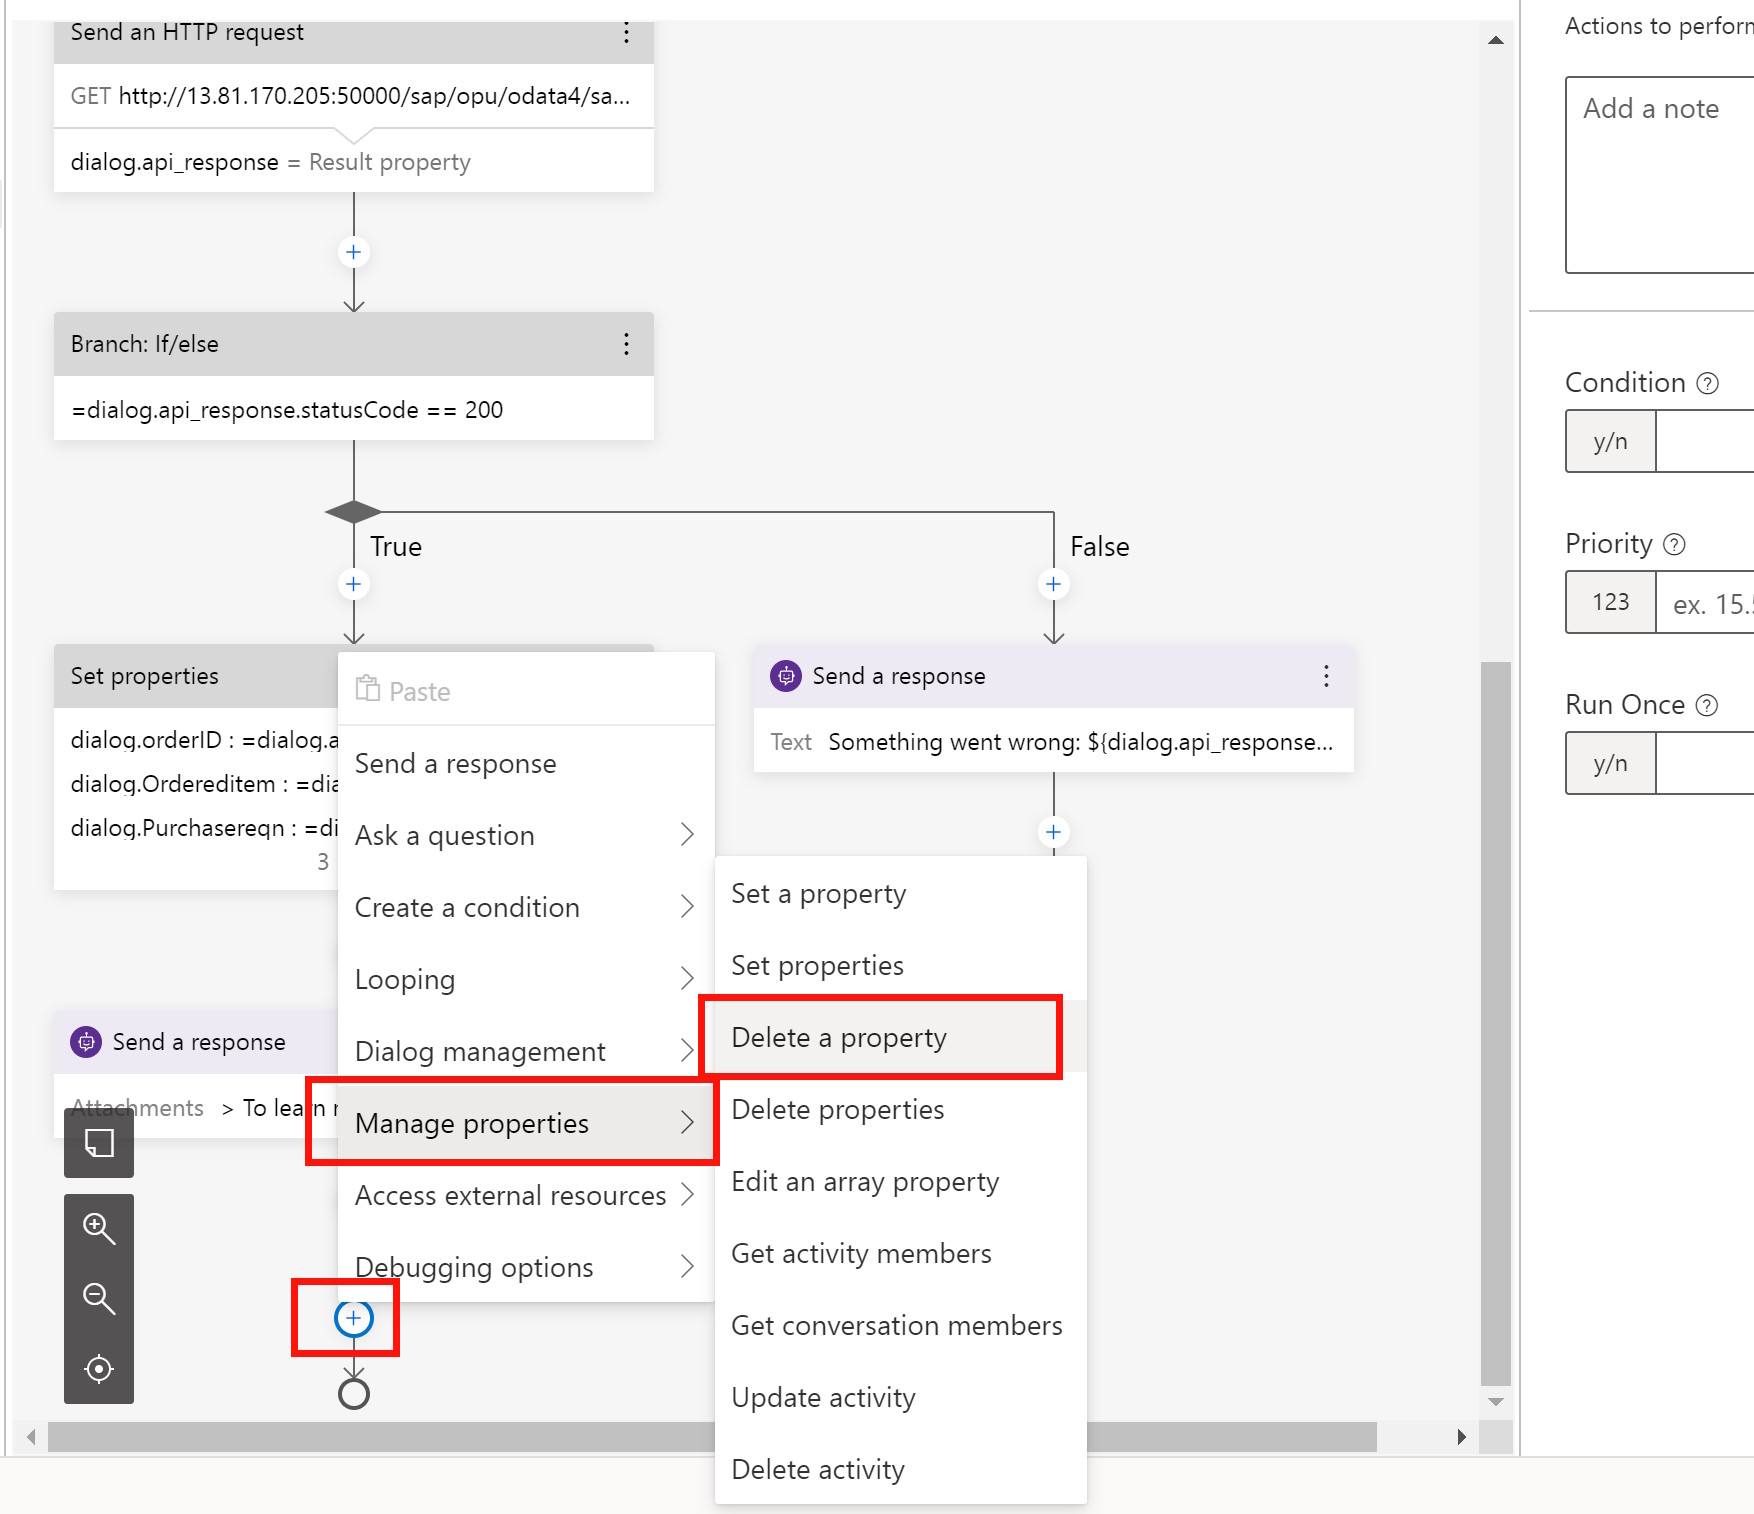 Send an HTTP request
GET http://13.81.170.205:50000/sap/opu/odata4/sa...
dialog.api_response = Result property
Branch: If/else
=dialog.api_response.statusCode == 200
True
False
Set properties
dialog.orderID : =dialog.a
dialog.Ordereditem : =dia
dialog.Purchasereqn : =di
3
Send a response
Attachments > To learn
Paste
Send a response
Ask a question
Create a condition
Looping
Dialog management
Manage properties
Access external resources
Debugging options
Send a response
Text Something went wrong: ${dialog.api_response...
Set a property
Set properties
Delete a property
Delete properties
Edit an array property
Get activity members
Get conversation members
Update activity
Delete activity
Actions to perform
Add a note
Condition ?
y/n
Priority ?
123 ex. 15.5
Run Once ?
y/n